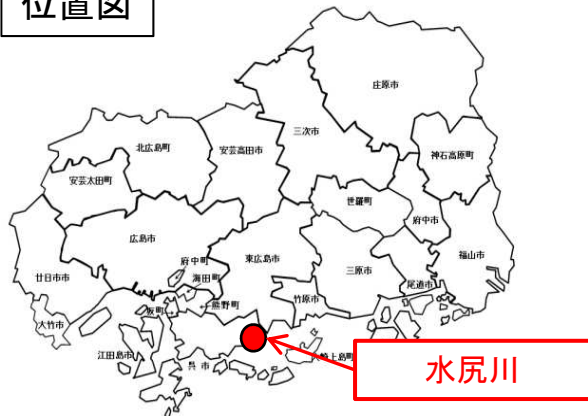 位置図
庄原市
三次市
北広島町
安芸高田市
神石高原町
安芸太田町
世羅町
府中市
広島市
東広島市
福山市
府中町
三原市
廿日市市
海田町
尾道市
竹原市
熊野町
坂町
大竹市
江田島市
呉市
崎上島町
水尻川